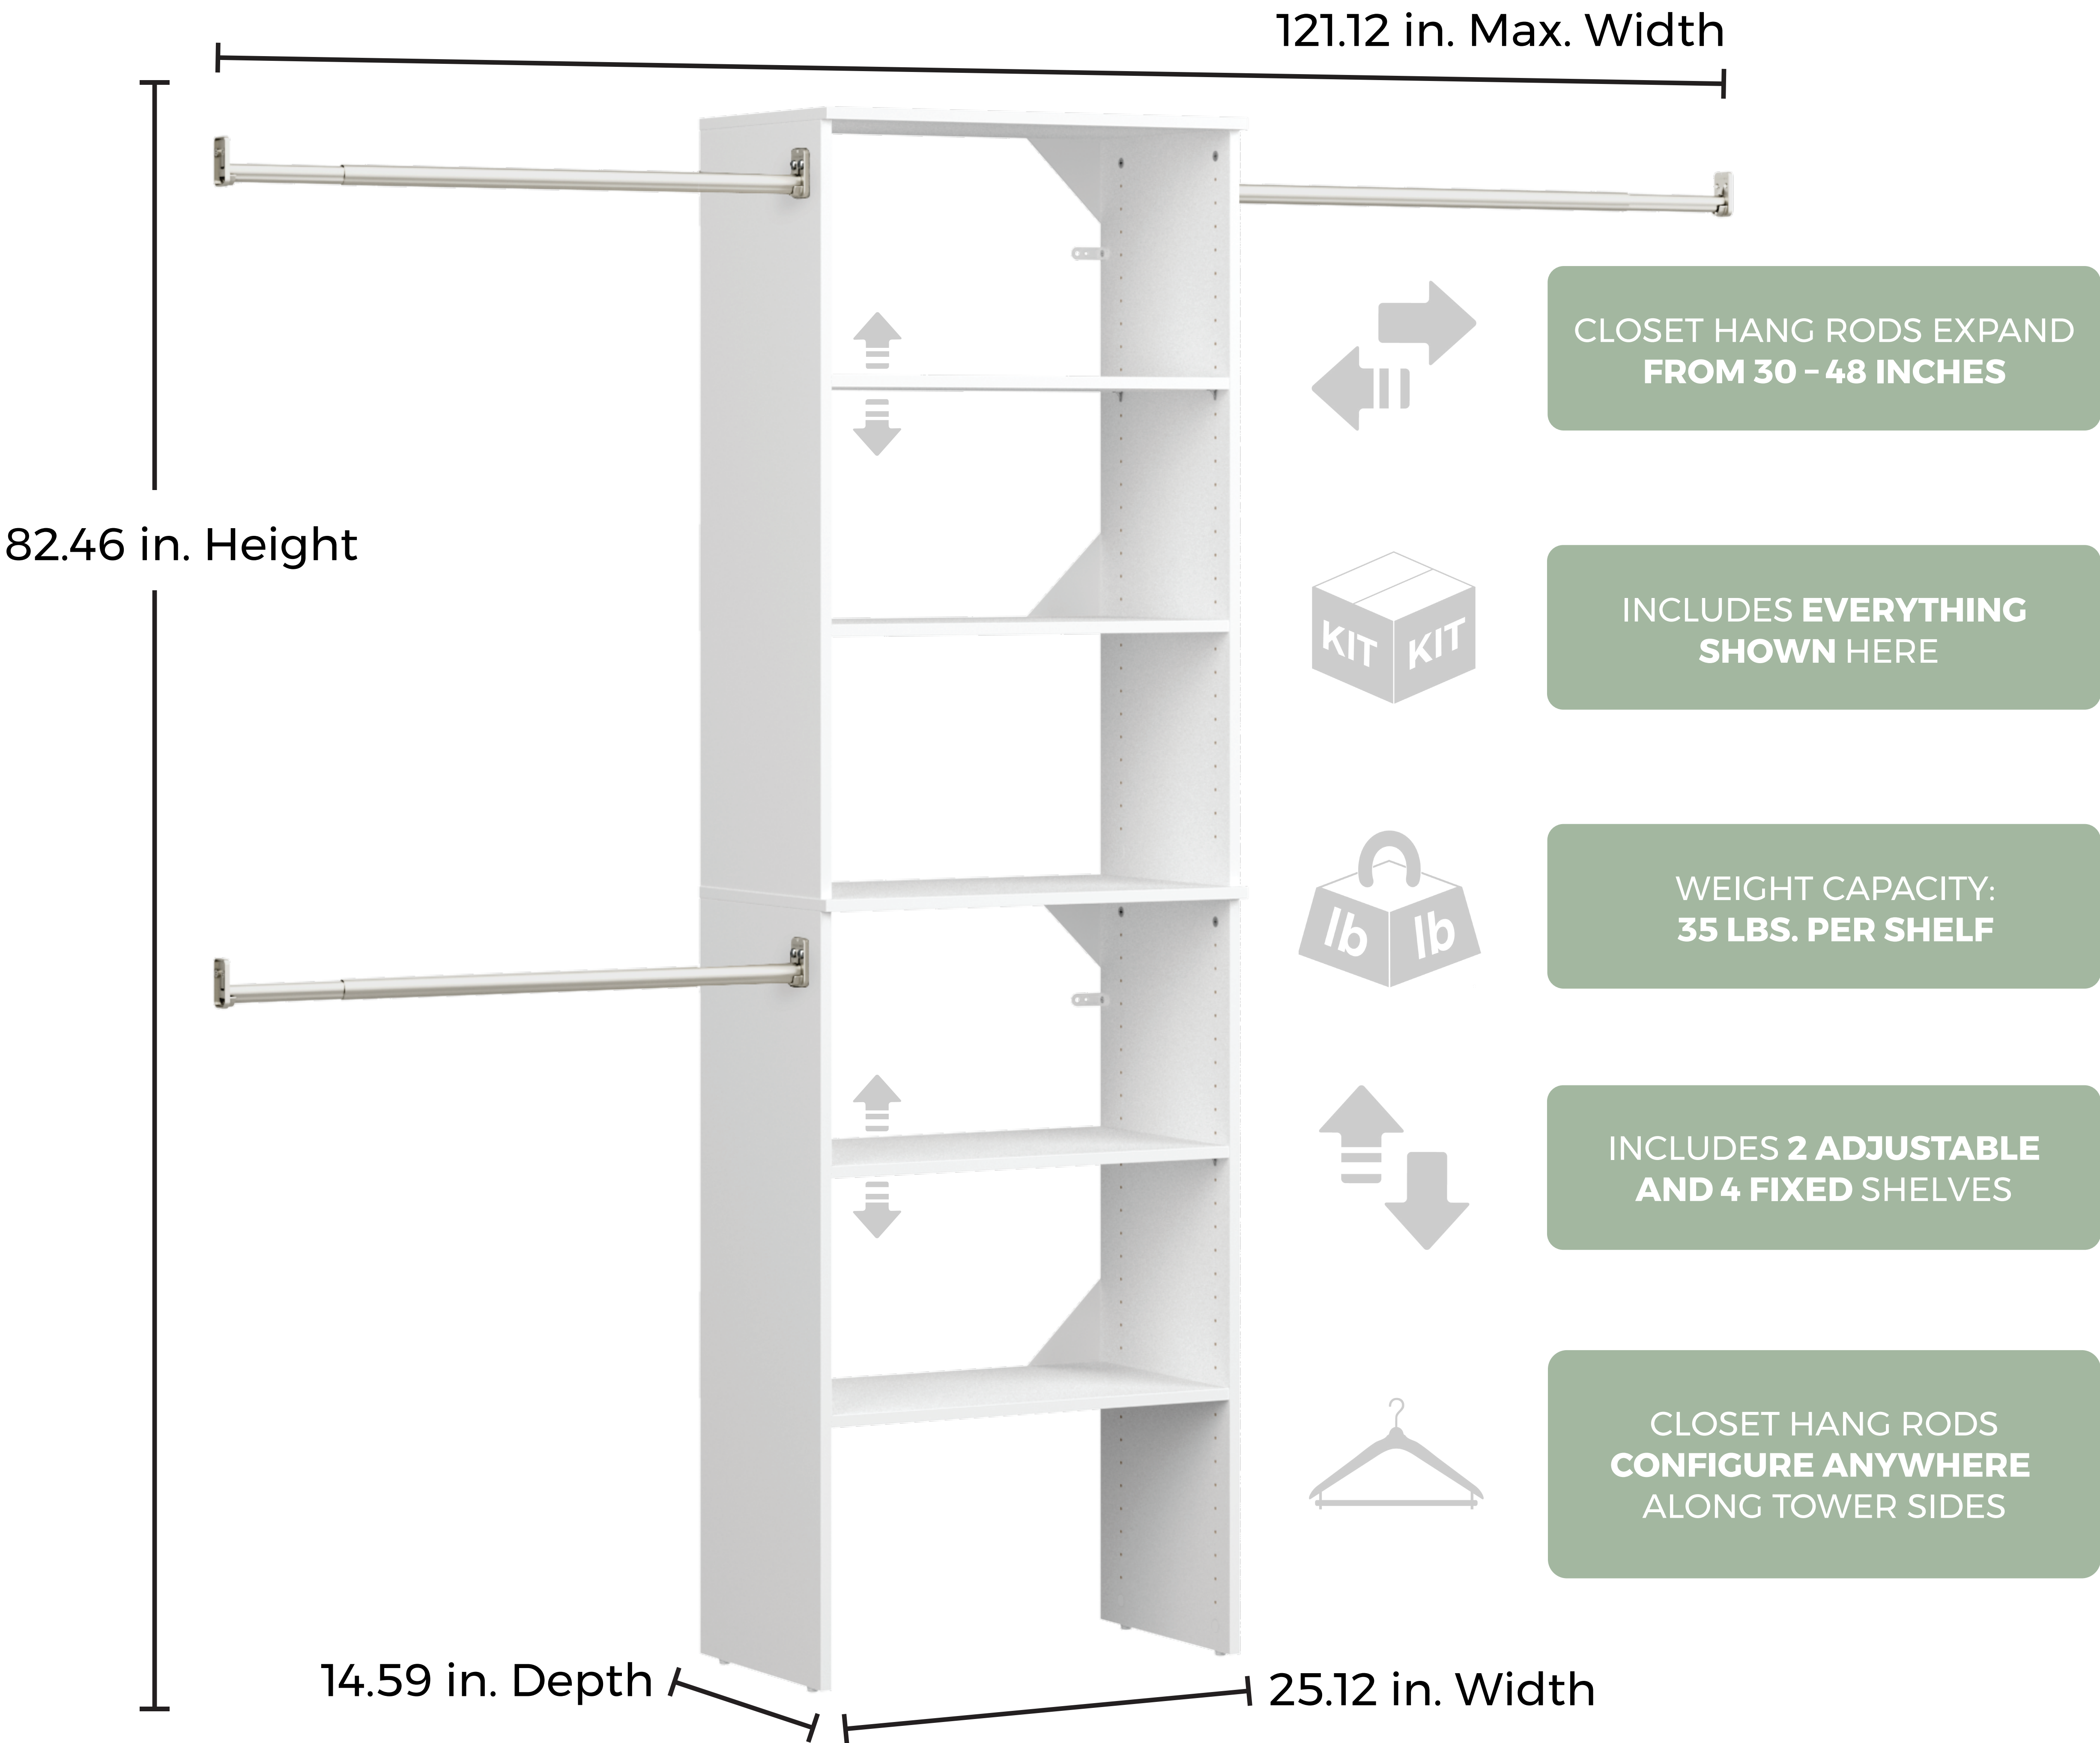 121.12 in. Max. Width
CLOSET HANG RODS EXPAND
FROM 30 – 48 INCHES
82.46 in. Height
INCLUDES EVERYTHING
SHOWN HERE
KIT KIT
WEIGHT CAPACITY:
35 LBS. PER SHELF
lb lb
INCLUDES 2 ADJUSTABLE
AND 4 FIXED SHELVES
CLOSET HANG RODS
CONFIGURE ANYWHERE
ALONG TOWER SIDES
14.59 in. Depth
25.12 in. Width